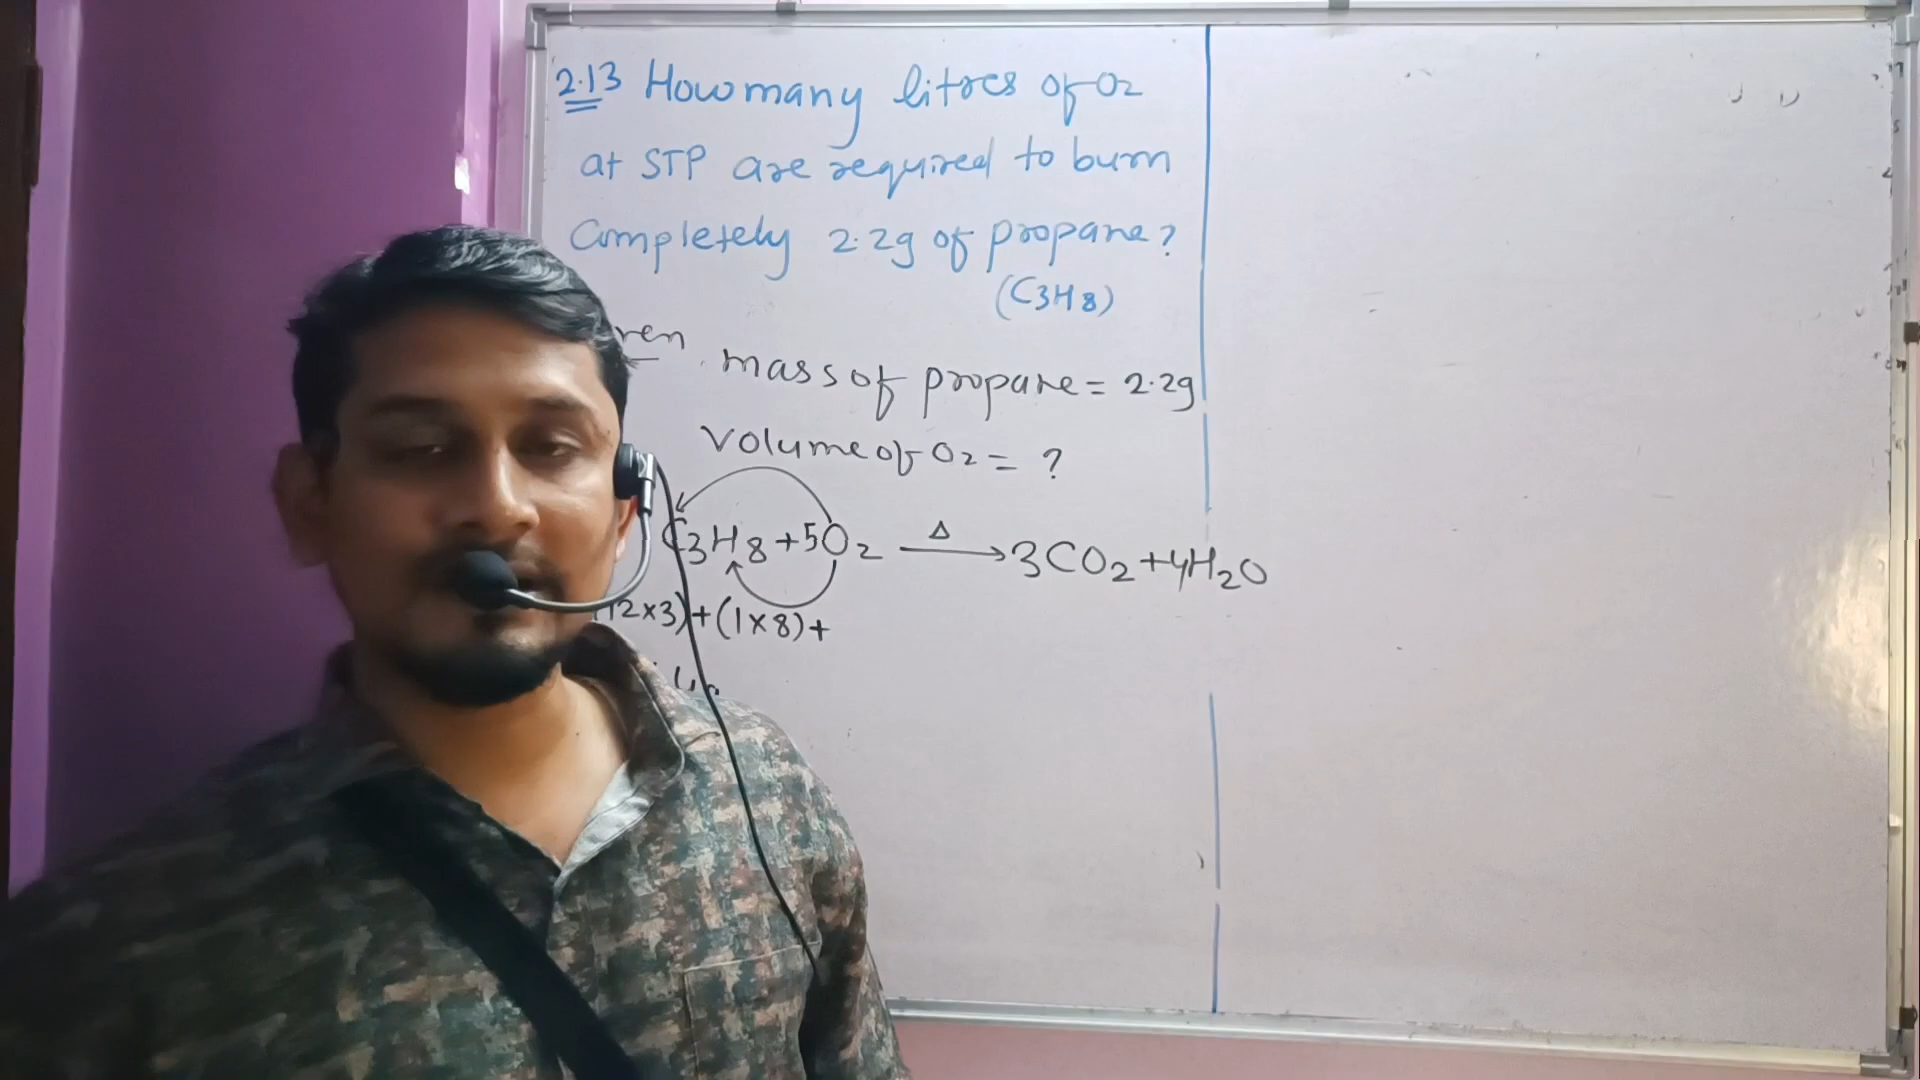 2.13 How many litres of O2
at STP are required to burn
Completely 2.2g of propane?
(C3H8)
mass of propane = 2.2g
Volume of O2 = ?
C3H8 + 5O2 —Δ→ 3CO2 + 4H2O
12×3) + (1×8) +